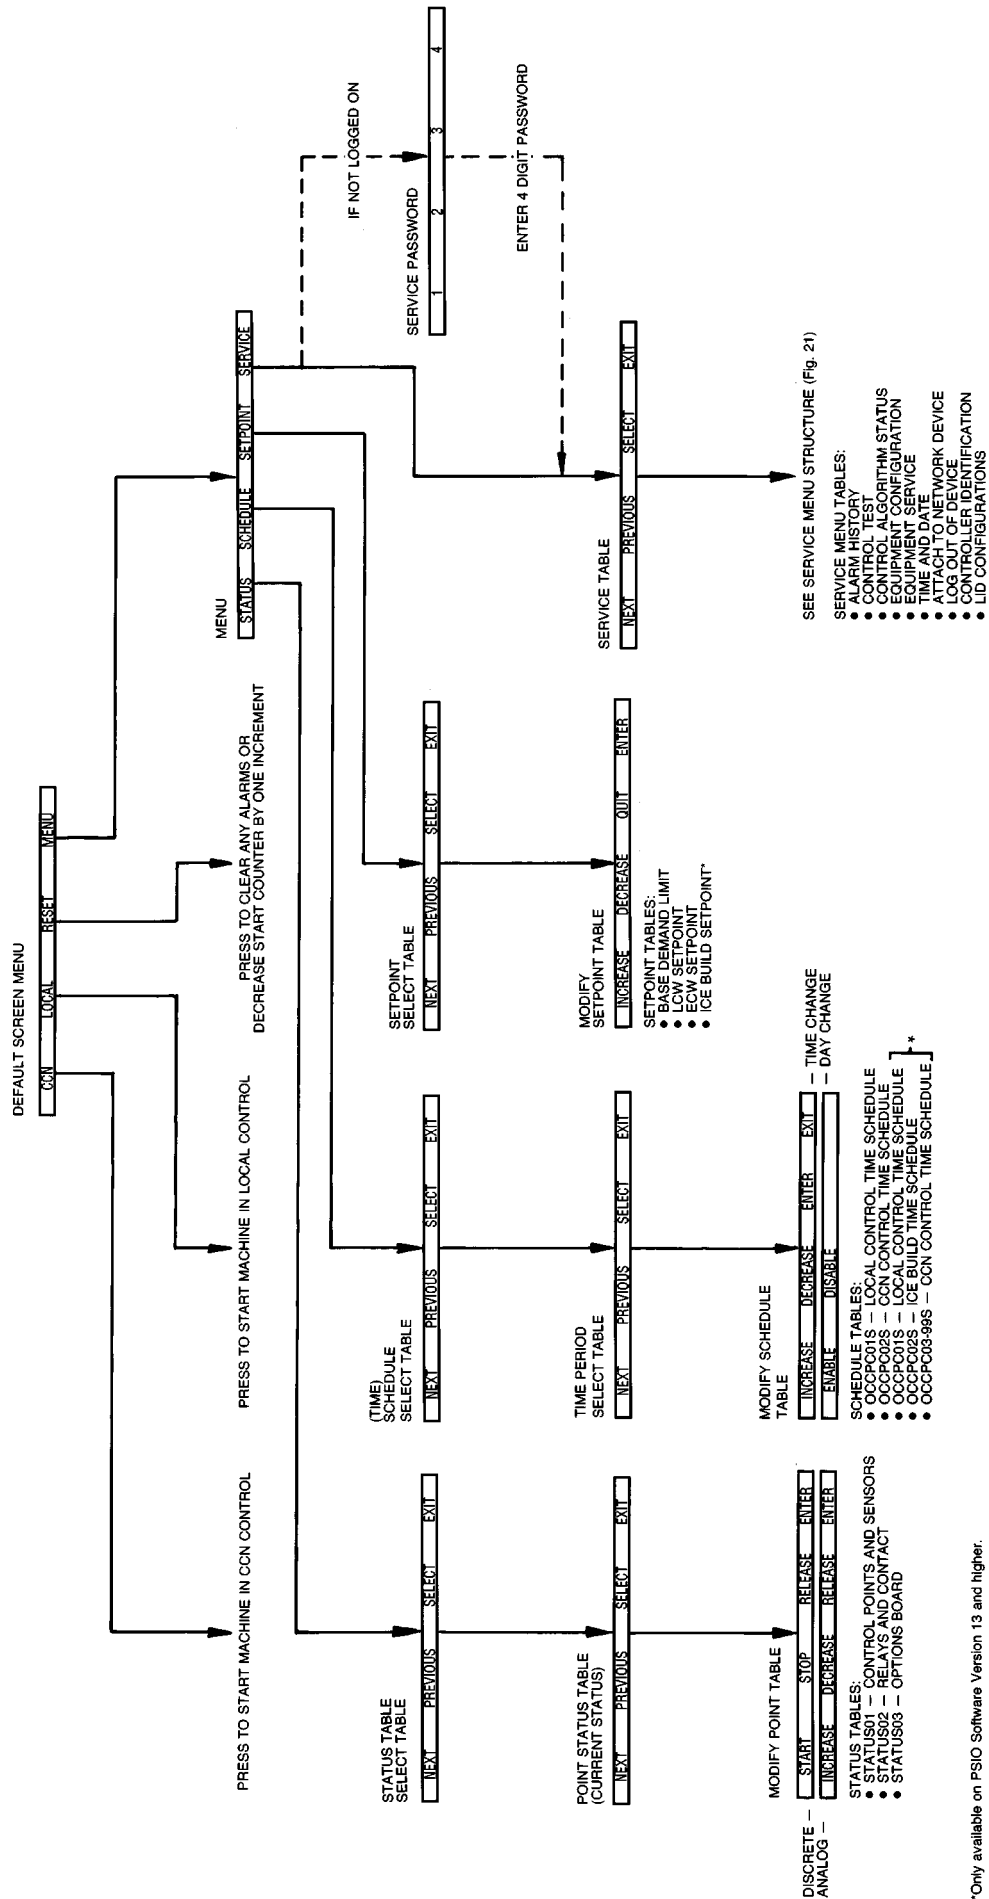 DEFAULT SCREEN MENU
CCN LOCAL RESET MENU
PRESS TO START MACHINE IN CCN CONTROL
PRESS TO START MACHINE IN LOCAL CONTROL
PRESS TO CLEAR ANY ALARMS OR
DECREASE START COUNTER BY ONE INCREMENT
MENU
STATUS SCHEDULE SETPOINT SERVICE
IF NOT LOGGED ON
SERVICE PASSWORD
1 2 3 4
ENTER 4 DIGIT PASSWORD
STATUS TABLE
SELECT TABLE
NEXT PREVIOUS SELECT EXIT
(TIME)
SCHEDULE
SELECT TABLE
NEXT PREVIOUS SELECT EXIT
SETPOINT
SELECT TABLE
NEXT PREVIOUS SELECT EXIT
POINT STATUS TABLE
(CURRENT STATUS)
NEXT PREVIOUS SELECT EXIT
TIME PERIOD
SELECT TABLE
NEXT PREVIOUS SELECT EXIT
MODIFY
SETPOINT TABLE
INCREASE DECREASE QUIT ENTER
SETPOINT TABLES:
● BASE DEMAND LIMIT
● LCW SETPOINT
● ECW SETPOINT
● ICE BUILD SETPOINT*
SERVICE TABLE
NEXT PREVIOUS SELECT EXIT
MODIFY POINT TABLE
DISCRETE – START STOP RELEASE ENTER
ANALOG – INCREASE DECREASE RELEASE ENTER
STATUS TABLES:
● STATUS01 – CONTROL POINTS AND SENSORS
● STATUS02 – RELAYS AND CONTACT
● STATUS03 – OPTIONS BOARD
MODIFY SCHEDULE
TABLE
INCREASE DECREASE ENTER EXIT – TIME CHANGE
ENABLE DISABLE – DAY CHANGE
SCHEDULE TABLES:
● OCCPC01S – LOCAL CONTROL TIME SCHEDULE
● OCCPC02S – CCN CONTROL TIME SCHEDULE
● OCCPC01S – LOCAL CONTROL TIME SCHEDULE
● OCCPC02S – ICE BUILD TIME SCHEDULE *
● OCCPC03-99S – CCN CONTROL TIME SCHEDULE
SEE SERVICE MENU STRUCTURE (Fig. 21)
SERVICE MENU TABLES:
● ALARM HISTORY
● CONTROL TEST
● CONTROL ALGORITHM STATUS
● EQUIPMENT CONFIGURATION
● EQUIPMENT SERVICE
● TIME AND DATE
● ATTACH TO NETWORK DEVICE
● LOG OUT OF DEVICE
● CONTROLLER IDENTIFICATION
● LID CONFIGURATIONS
*Only available on PSIO Software Version 13 and higher.